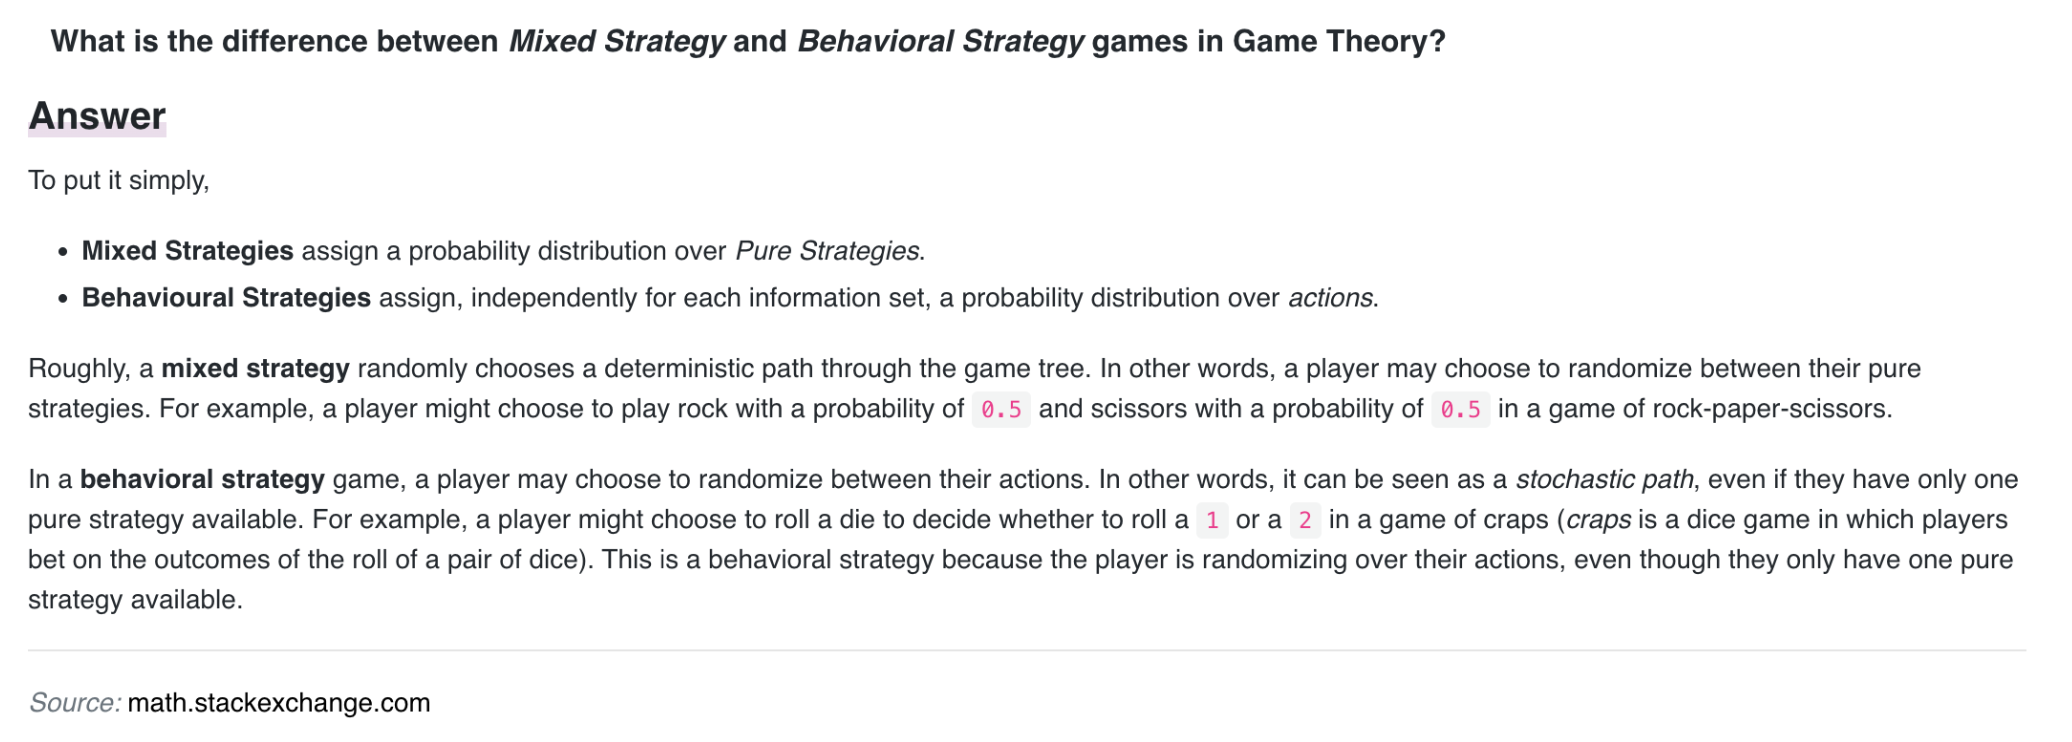 What is the difference between Mixed Strategy and Behavioral Strategy games in Game Theory?
Answer
To put it simply,
• Mixed Strategies assign a probability distribution over Pure Strategies.
• Behavioural Strategies assign, independently for each information set, a probability distribution over actions.
Roughly, a mixed strategy randomly chooses a deterministic path through the game tree. In other words, a player may choose to randomize between their pure
strategies. For example, a player might choose to play rock with a probability of 0.5 and scissors with a probability of 0.5 in a game of rock-paper-scissors.
In a behavioral strategy game, a player may choose to randomize between their actions. In other words, it can be seen as a stochastic path, even if they have only one
pure strategy available. For example, a player might choose to roll a die to decide whether to roll a 1 or a 2 in a game of craps (craps is a dice game in which players
bet on the outcomes of the roll of a pair of dice). This is a behavioral strategy because the player is randomizing over their actions, even though they only have one pure
strategy available.
Source: math.stackexchange.com